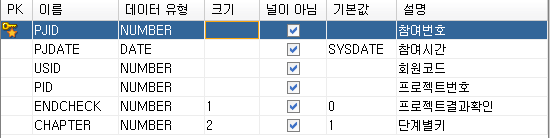 PK 이름 데이터 유형 크기 널이 아님 기본값 설명
PJID NUMBER 참여번호
PJDATE DATE SYSDATE 참여시간
USID NUMBER 회원코드
PID NUMBER 프로젝트번호
ENDCHECK NUMBER 1 0 프로젝트결과확인
CHAPTER NUMBER 2 1 단계별키